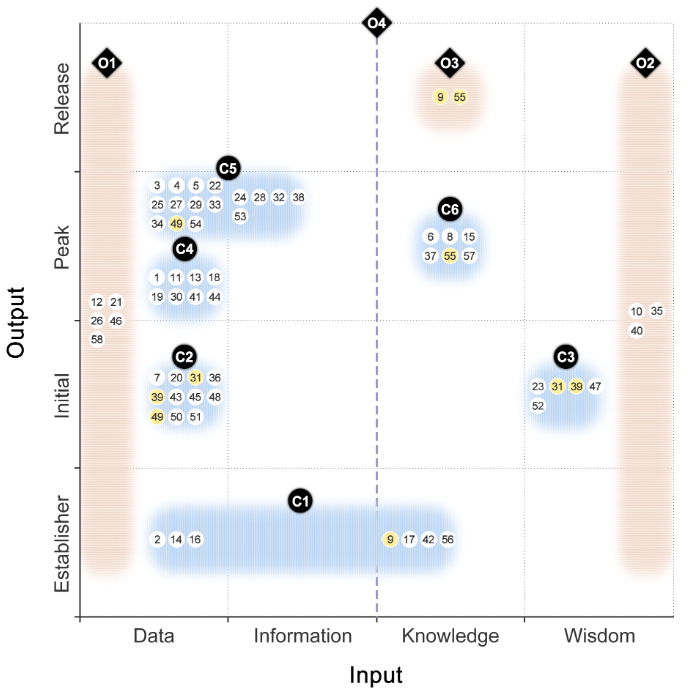 O4
O1
O3
O2
Release
9 55
C5
3 4 5 22
24 28 32 38
25 27 29 33
53
34 49 54
C6
6 8 15
37 55 57
C4
1 11 13 18
19 30 41 44
Peak
12 21
26 46
58
10 35
40
Output
C2
7 20 31 36
39 43 45 48
49 50 51
C3
23 31 39 47
52
Initial
C1
2 14 16
9 17 42 56
Establisher
Data
Information
Knowledge
Wisdom
Input